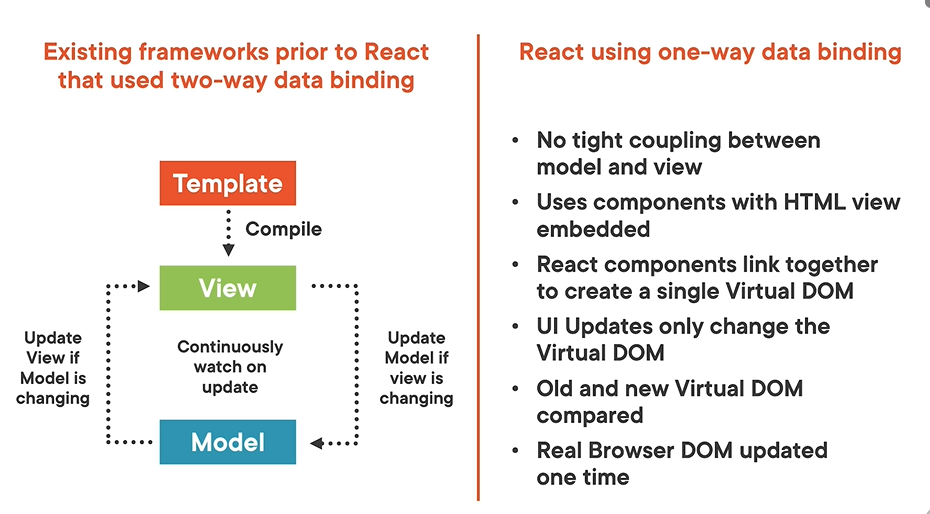 Existing frameworks prior to React
that used two-way data binding
Template
Compile
View
Update
View if
Model is
changing
Continuously
watch on
update
Update
Model if
view is
changing
Model
React using one-way data binding
• No tight coupling between
model and view
• Uses components with HTML view
embedded
• React components link together
to create a single Virtual DOM
• UI Updates only change the
Virtual DOM
• Old and new Virtual DOM
compared
• Real Browser DOM updated
one time